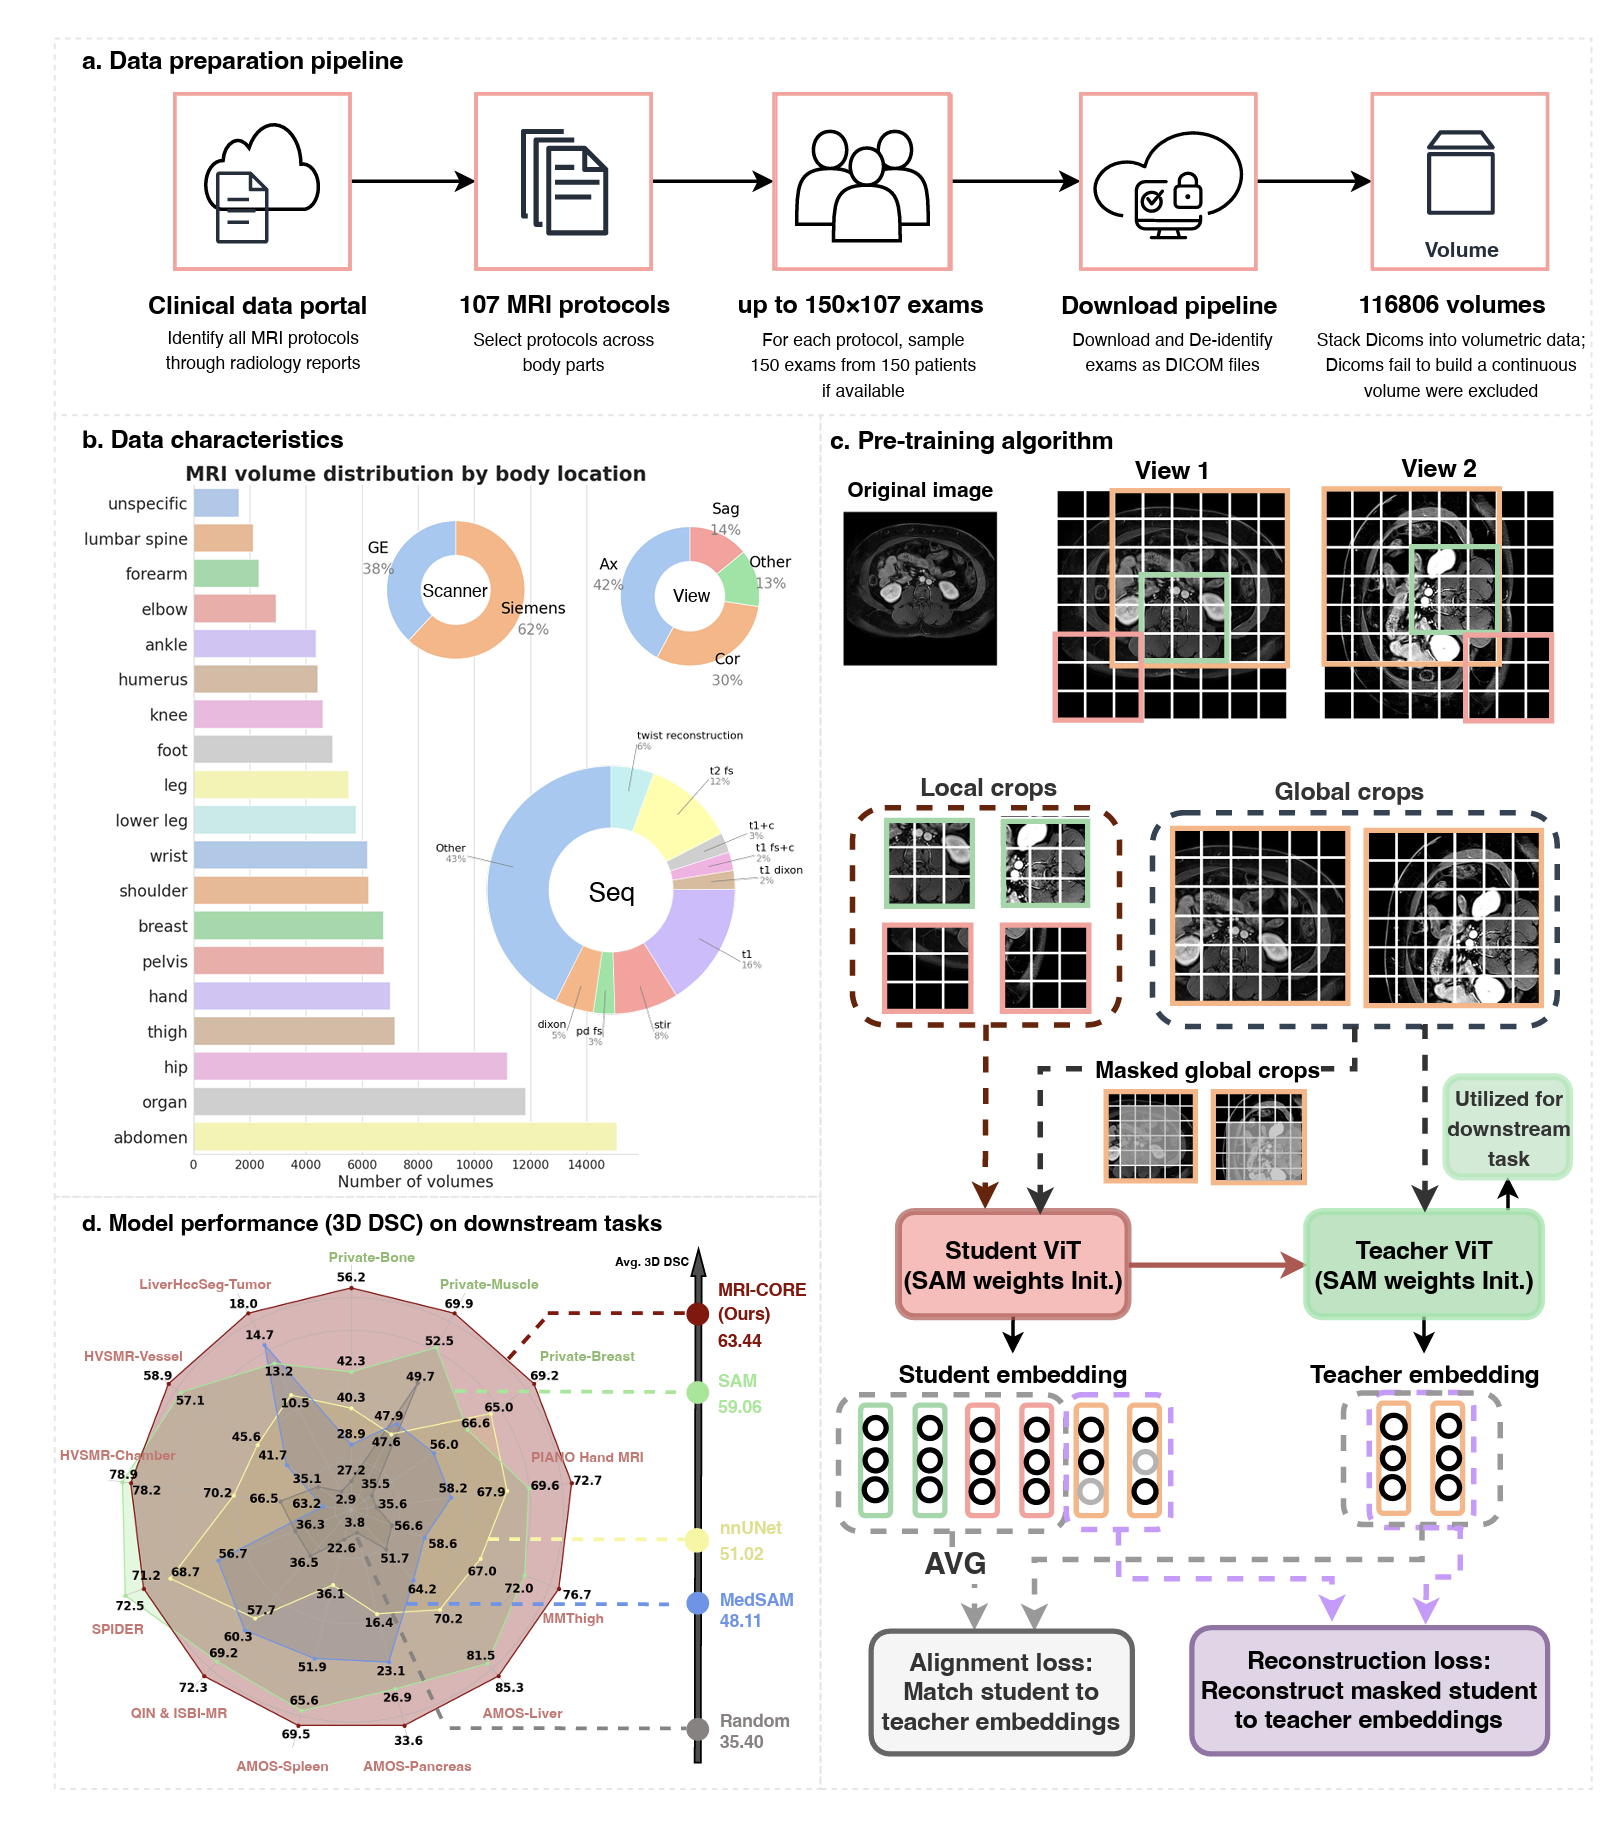 a. Data preparation pipeline
Volume
Clinical data portal
Identify all MRI protocols
through radiology reports
107 MRI protocols
Select protocols across
body parts
up to 150×107 exams
For each protocol, sample
150 exams from 150 patients
if available
Download pipeline
Download and De-identify
exams as DICOM files
116806 volumes
Stack Dicoms into volumetric data;
Dicoms fail to build a continuous
volume were excluded
b. Data characteristics
MRI volume distribution by body location
unspecific
lumbar spine
forearm
elbow
ankle
humerus
knee
foot
leg
lower leg
wrist
shoulder
breast
pelvis
hand
thigh
hip
organ
abdomen
0
2000
4000
6000
8000
10000
12000
14000
Number of volumes
GE
38%
Scanner
Siemens
62%
Sag
14%
Other
13%
Ax
42%
View
Cor
30%
twist reconstruction
6%
t2 fs
12%
t1+c
3%
t1 fs+c
2%
t1 dixon
2%
Other
43%
Seq
t1
16%
dixon
5%
pd fs
3%
stir
8%
c. Pre-training algorithm
Original image
View 1
View 2
Local crops
Global crops
Masked global crops
Utilized for
downstream
task
Student ViT
(SAM weights Init.)
Teacher ViT
(SAM weights Init.)
Student embedding
Teacher embedding
AVG
Alignment loss:
Match student to
teacher embeddings
Reconstruction loss:
Reconstruct masked student
to teacher embeddings
d. Model performance (3D DSC) on downstream tasks
Private-Bone
56.2
LiverHccSeg-Tumor
18.0
Private-Muscle
69.9
14.7
52.5
HVSMR-Vessel
58.9
57.1
13.2
42.3
49.7
Private-Breast
69.2
10.5
40.3
47.9
65.0
66.6
45.6
41.7
28.9
47.6
56.0
HVSMR-Chamber
78.9
78.2
PIANO Hand MRI
72.7
70.2
66.5
35.1
63.2
27.2
2.9
35.5
35.6
58.2
67.9
69.6
36.3
3.8
56.6
56.7
36.5
22.6
51.7
58.6
71.2
68.7
72.5
SPIDER
36.1
64.2
67.0
72.0
76.7
MMThigh
57.7
60.3
16.4
70.2
69.2
51.9
23.1
81.5
72.3
65.6
26.9
85.3
QIN & ISBI-MR
69.5
33.6
AMOS-Liver
AMOS-Spleen
AMOS-Pancreas
Avg. 3D DSC
MRI-CORE
(Ours)
63.44
SAM
59.06
nnUNet
51.02
MedSAM
48.11
Random
35.40